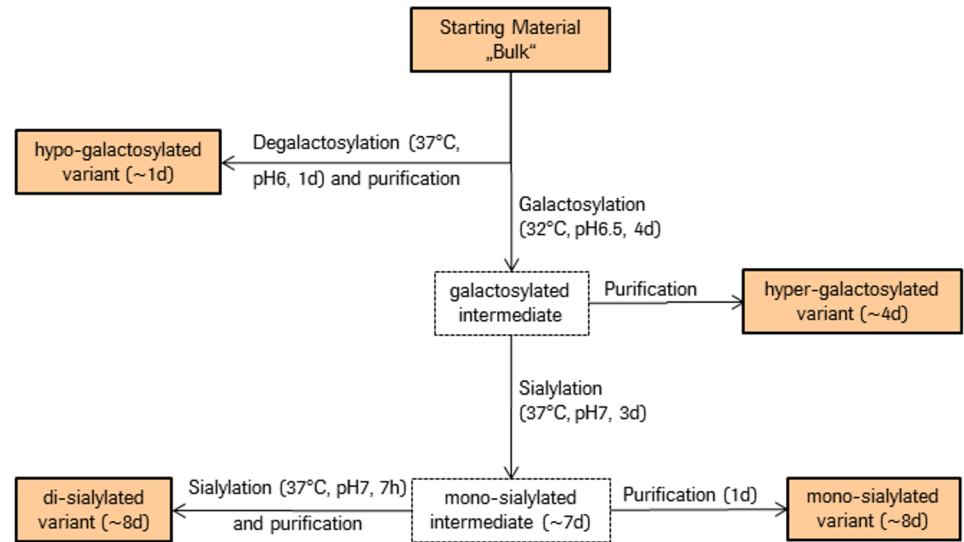 Starting Material
„Bulk“
hypo-galactosylated
variant (~1d)
Degalactosylation (37°C,
pH6, 1d) and purification
Galactosylation
(32°C, pH6.5, 4d)
galactosylated
intermediate
Purification
hyper-galactosylated
variant (~4d)
Sialylation
(37°C, pH7, 3d)
di-sialylated
variant (~8d)
Sialylation (37°C, pH7, 7h)
and purification
mono-sialylated
intermediate (~7d)
Purification (1d)
mono-sialylated
variant (~8d)